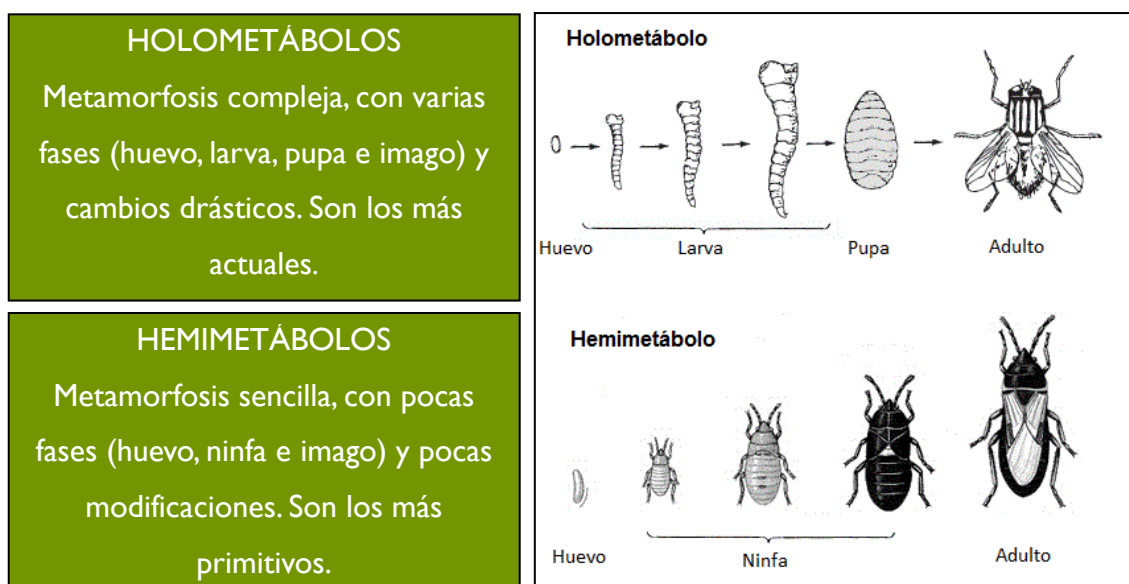 HOLOMETÁBOLOS
Metamorfosis compleja, con varias
fases (huevo, larva, pupa e imago) y
cambios drásticos. Son los más
actuales.
HEMIMETÁBOLOS
Metamorfosis sencilla, con pocas
fases (huevo, ninfa e imago) y pocas
modificaciones. Son los más
primitivos.
Holometábolo
Huevo Larva Pupa Adulto
Hemimetábolo
Huevo Ninfa Adulto